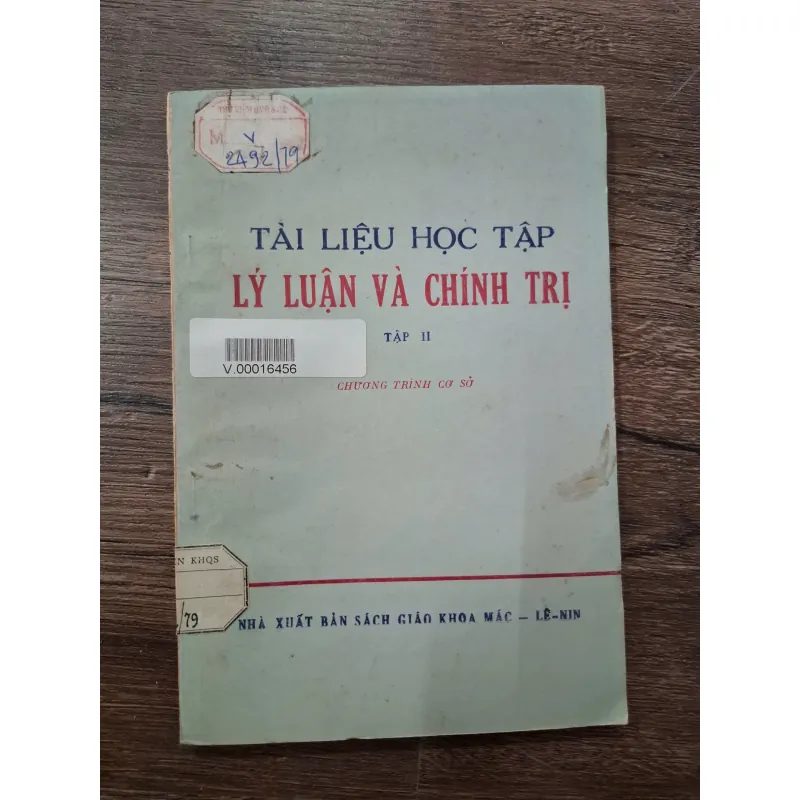 M
V
2492/79
TÀI LIỆU HỌC TẬP
LÝ LUẬN VÀ CHÍNH TRỊ
TẬP II
V.00016456
CHƯƠNG TRÌNH CƠ SỞ
KHQS
/79
NHÀ XUẤT BẢN SÁCH GIÁO KHOA MÁC — LÊ-NIN